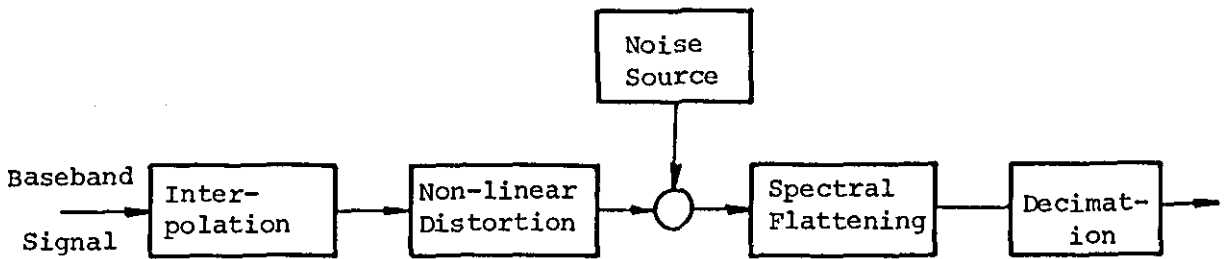 Noise
Source
Baseband
Signal
Inter-
polation
Non-linear
Distortion
Spectral
Flattening
Decimat-
ion